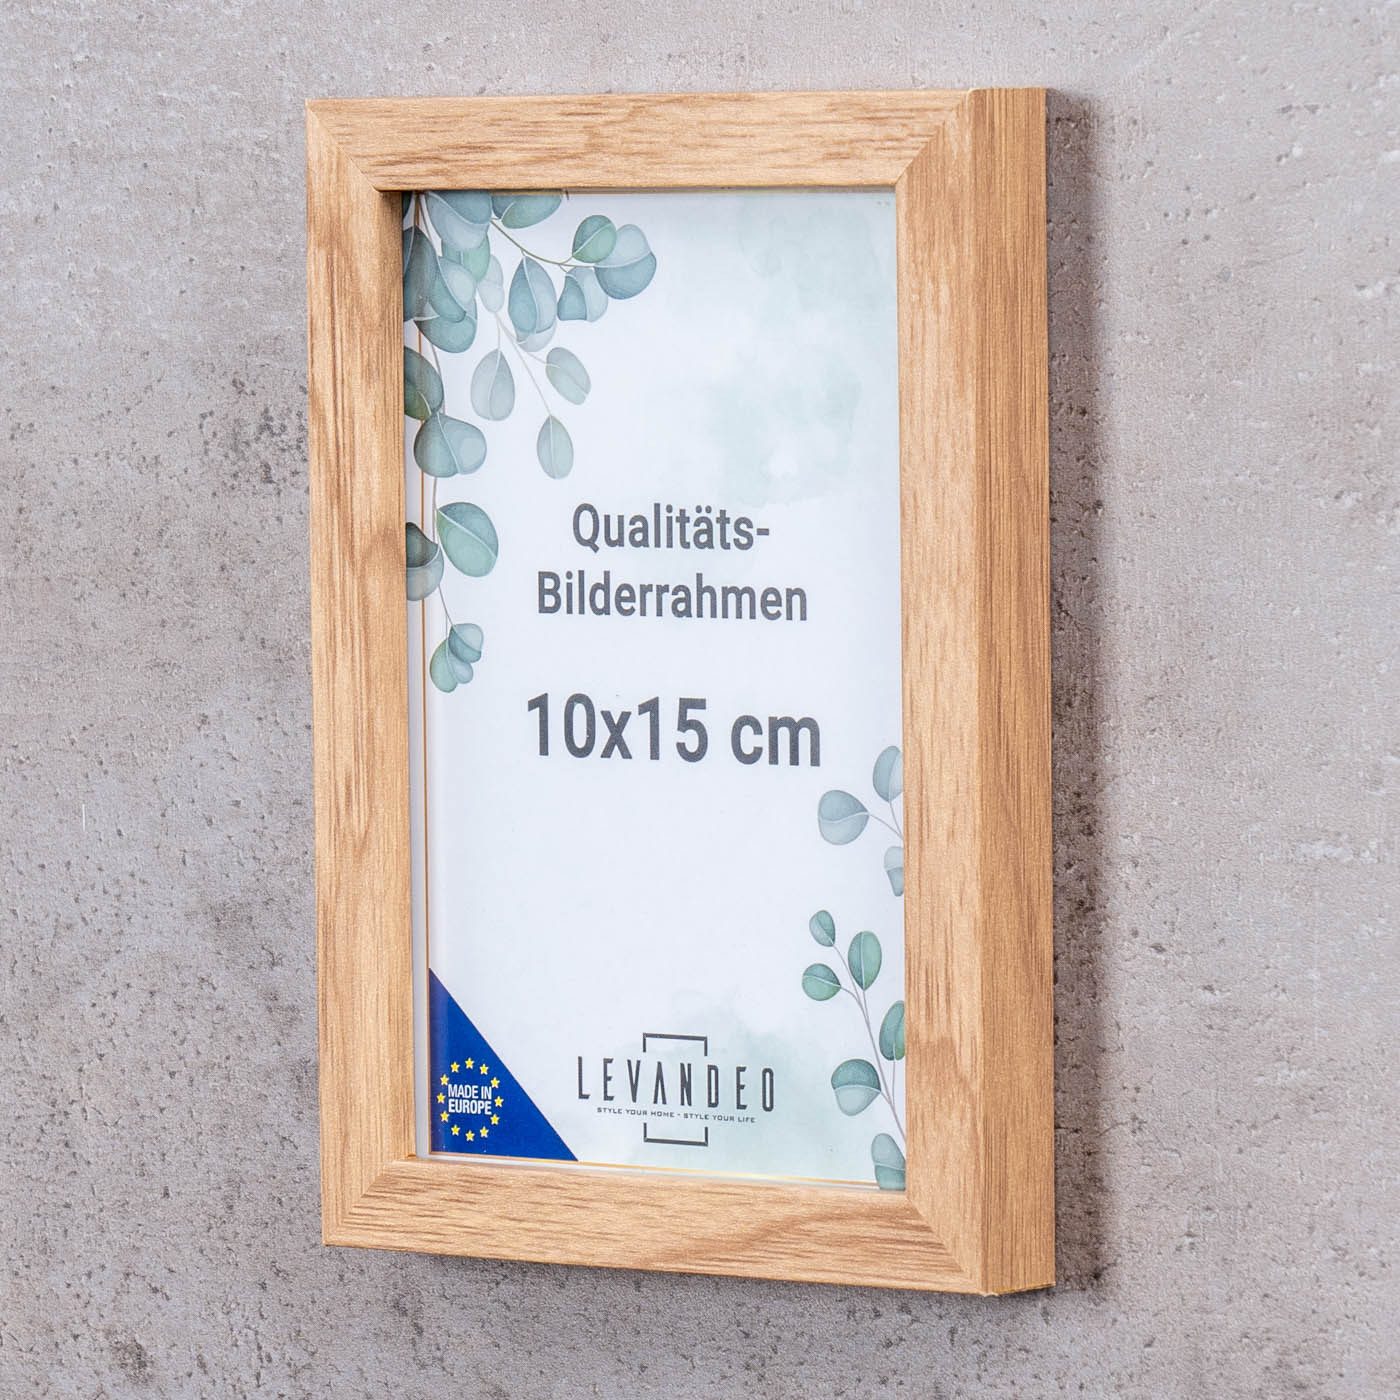 Qualitäts-
Bilderrahmen
10x15 cm
MADE IN
EUROPE
LEVANDEO
STYLE YOUR HOME - STYLE YOUR LIFE